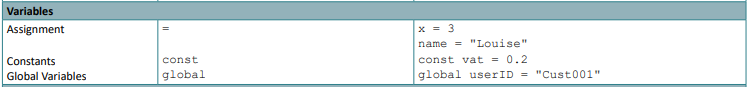 Variables
Assignment = x = 3
name = "Louise"
Constants const const vat = 0.2
Global Variables global global userID = "Cust001"